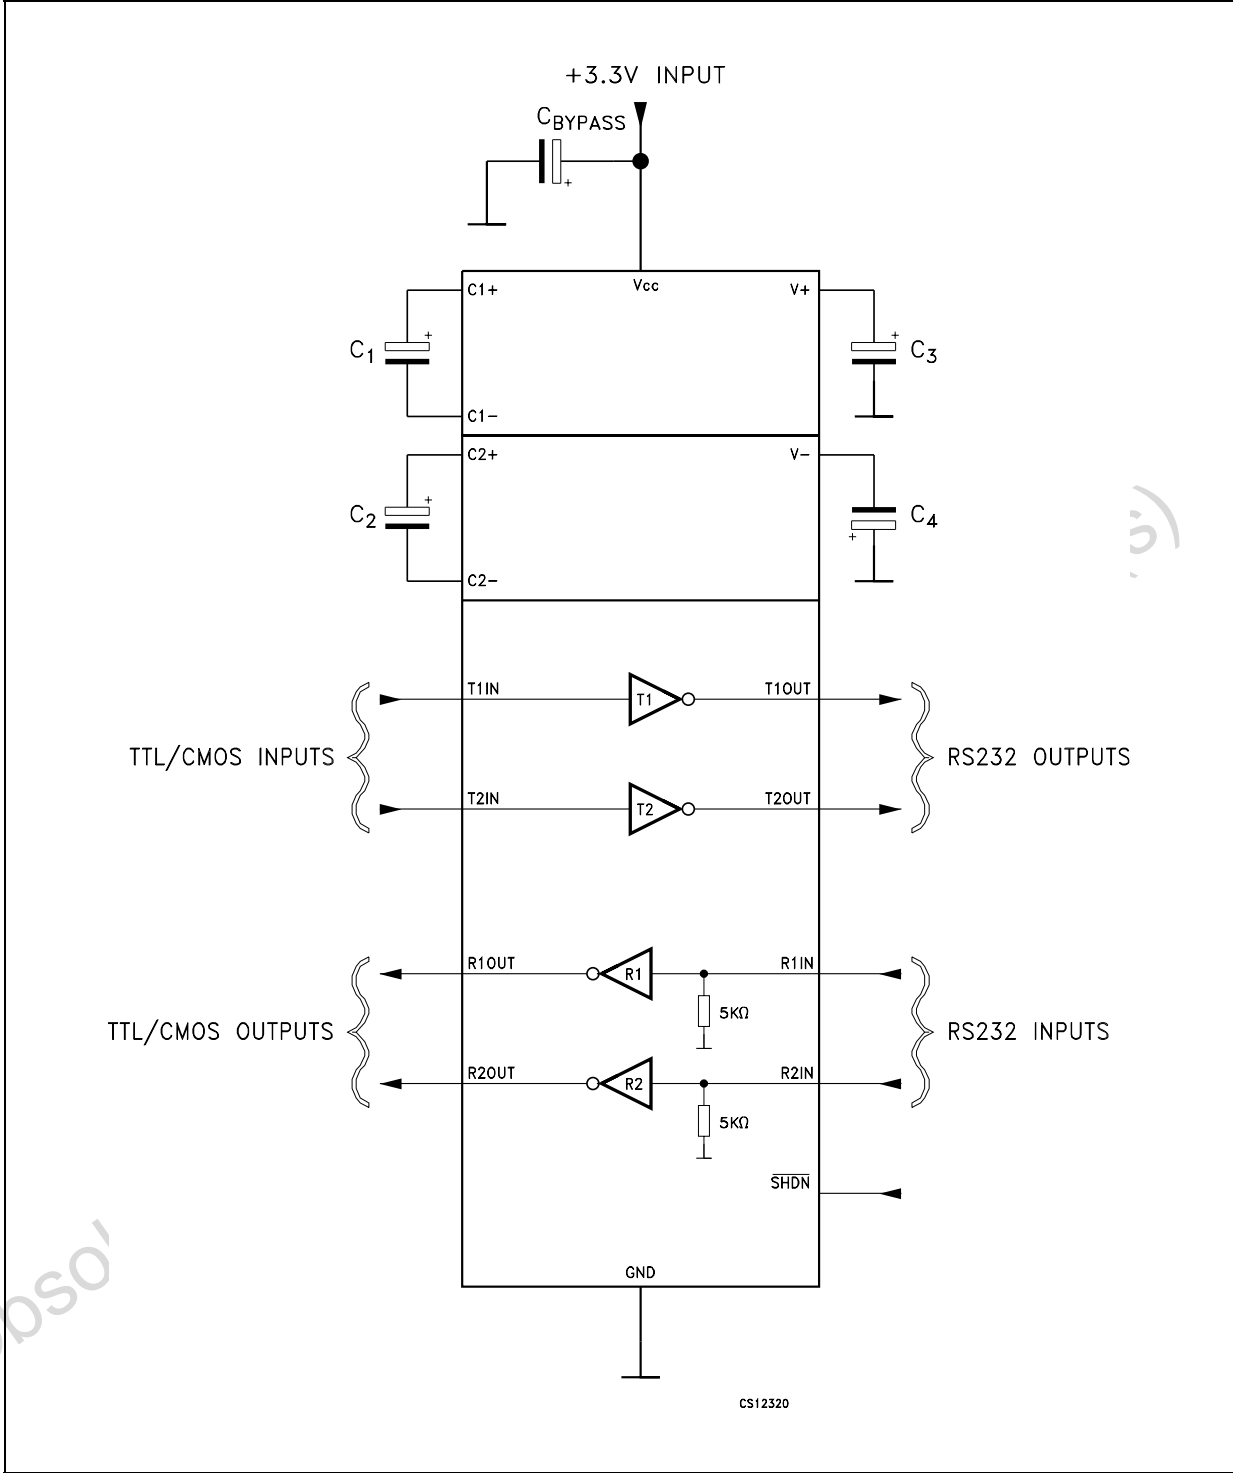 +3.3V INPUT
CBYPASS
+
Vcc
C1+
V+
C1
+
+
C3
C1-
C2+
V-
C2
+
C4
+
C2-
T1IN
T1
T1OUT
TTL/CMOS INPUTS
RS232 OUTPUTS
T2IN
T2
T2OUT
R1OUT
R1
R1IN
5KΩ
TTL/CMOS OUTPUTS
RS232 INPUTS
R2OUT
R2
R2IN
5KΩ
SHDN
GND
CS12320